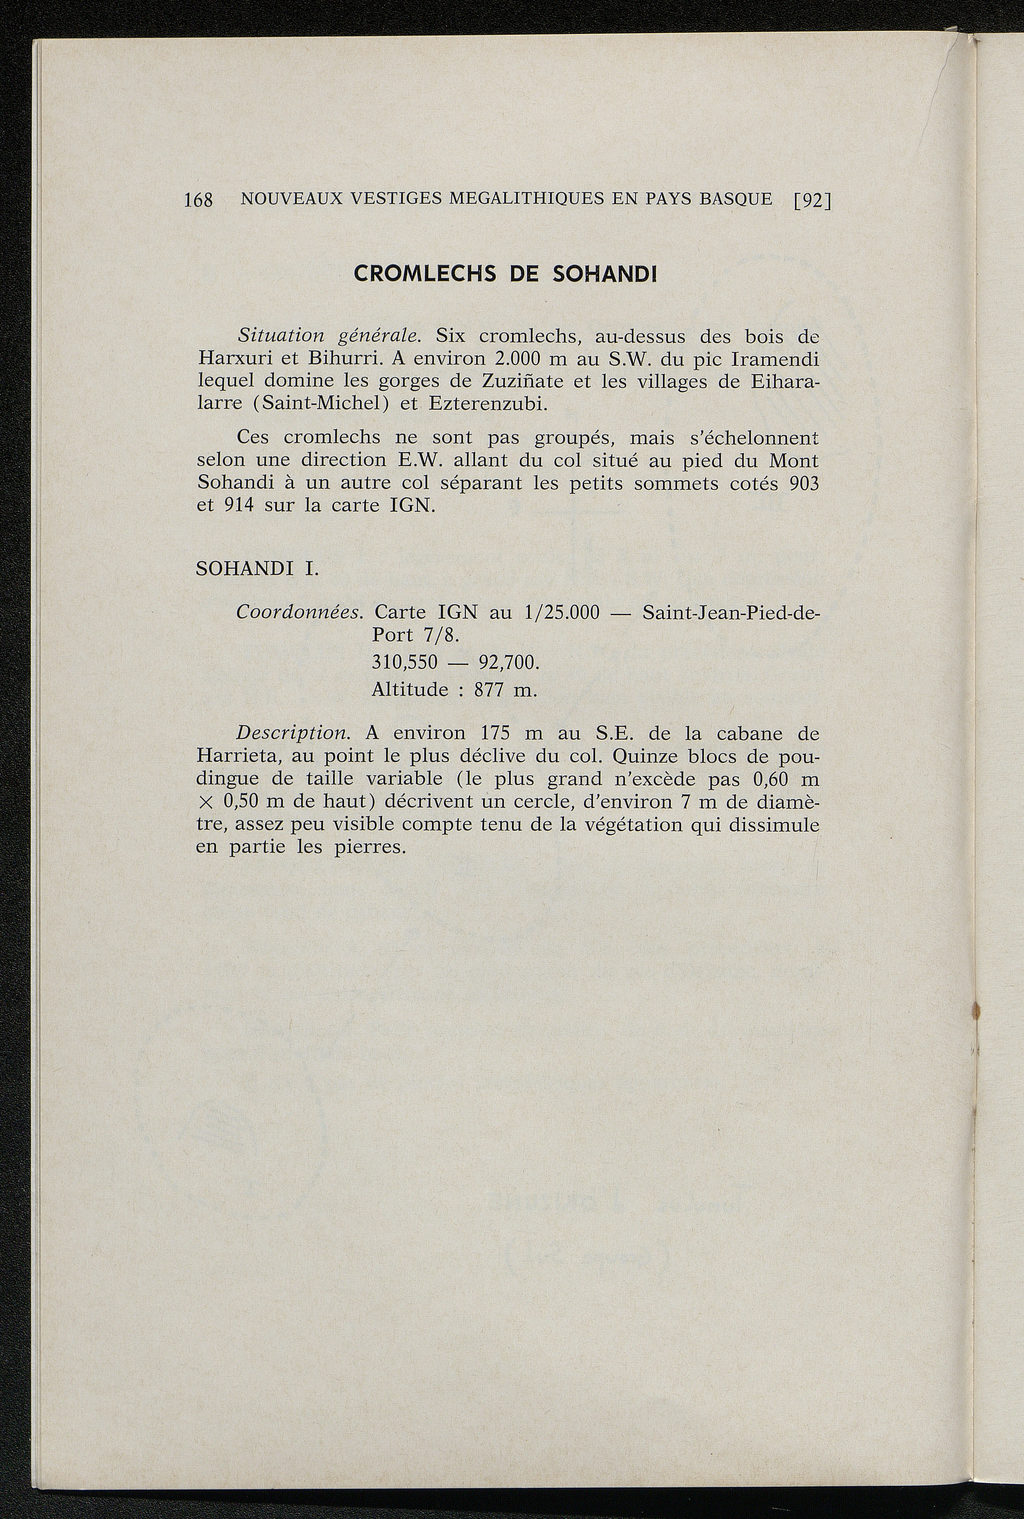 168 NOUVEAUX VESTIGES MEGALITHIQUES EN PAYS BASQUE [92]
CROMLECHS DE SOHANDI
Situation générale. Six cromlechs, au-dessus des bois de
Harxuri et Bihurri. A environ 2.000 m au S.W. du pic Iramendi
lequel domine les gorges de Zuziñate et les villages de Eihara-
larre (Saint-Michel) et Ezterenzubi.
Ces cromlechs ne sont pas groupés, mais s'échelonnent
selon une direction E.W. allant du col situé au pied du Mont
Sohandi à un autre col séparant les petits sommets cotés 903
et 914 sur la carte IGN.
SOHANDI I.
Coordonnées. Carte IGN au 1/25.000 — Saint-Jean-Pied-de-
Port 7/8.
310,550 — 92,700.
Altitude : 877 m.
Description. A environ 175 m au S.E. de la cabane de
Harrieta, au point le plus déclive du col. Quinze blocs de pou-
dingue de taille variable (le plus grand n'excède pas 0,60 m
× 0,50 m de haut) décrivent un cercle, d'environ 7 m de diamè-
tre, assez peu visible compte tenu de la végétation qui dissimule
en partie les pierres.